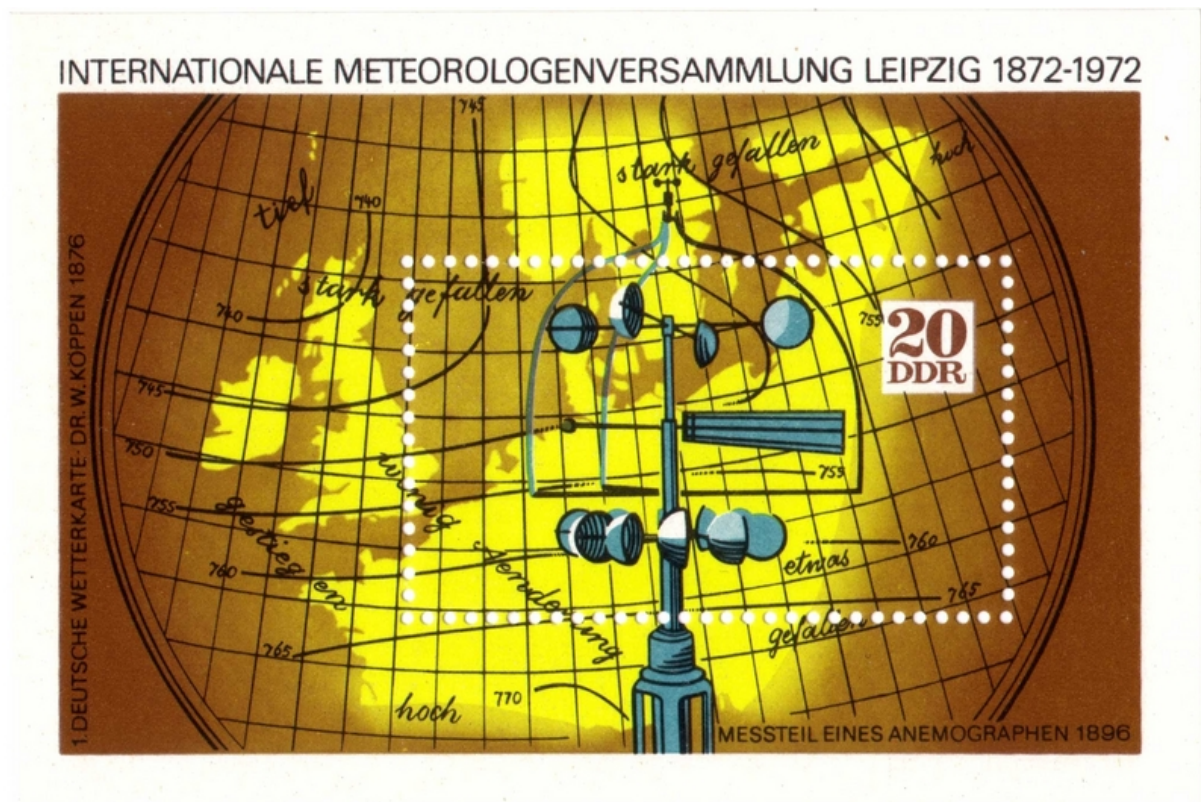 INTERNATIONALE METEOROLOGENVERSAMMLUNG LEIPZIG 1872-1972
745
hoch
stark gefallen
tief
740
stark gefallen
740
755
20
DDR
745
750
755
755
wenig
gestiegen
Aenderung
760
etwas
760
765
765
gefallen
hoch
770
1. DEUTSCHE WETTERKARTE · DR. W. KÖPPEN 1876
MESSTEIL EINES ANEMOGRAPHEN 1896